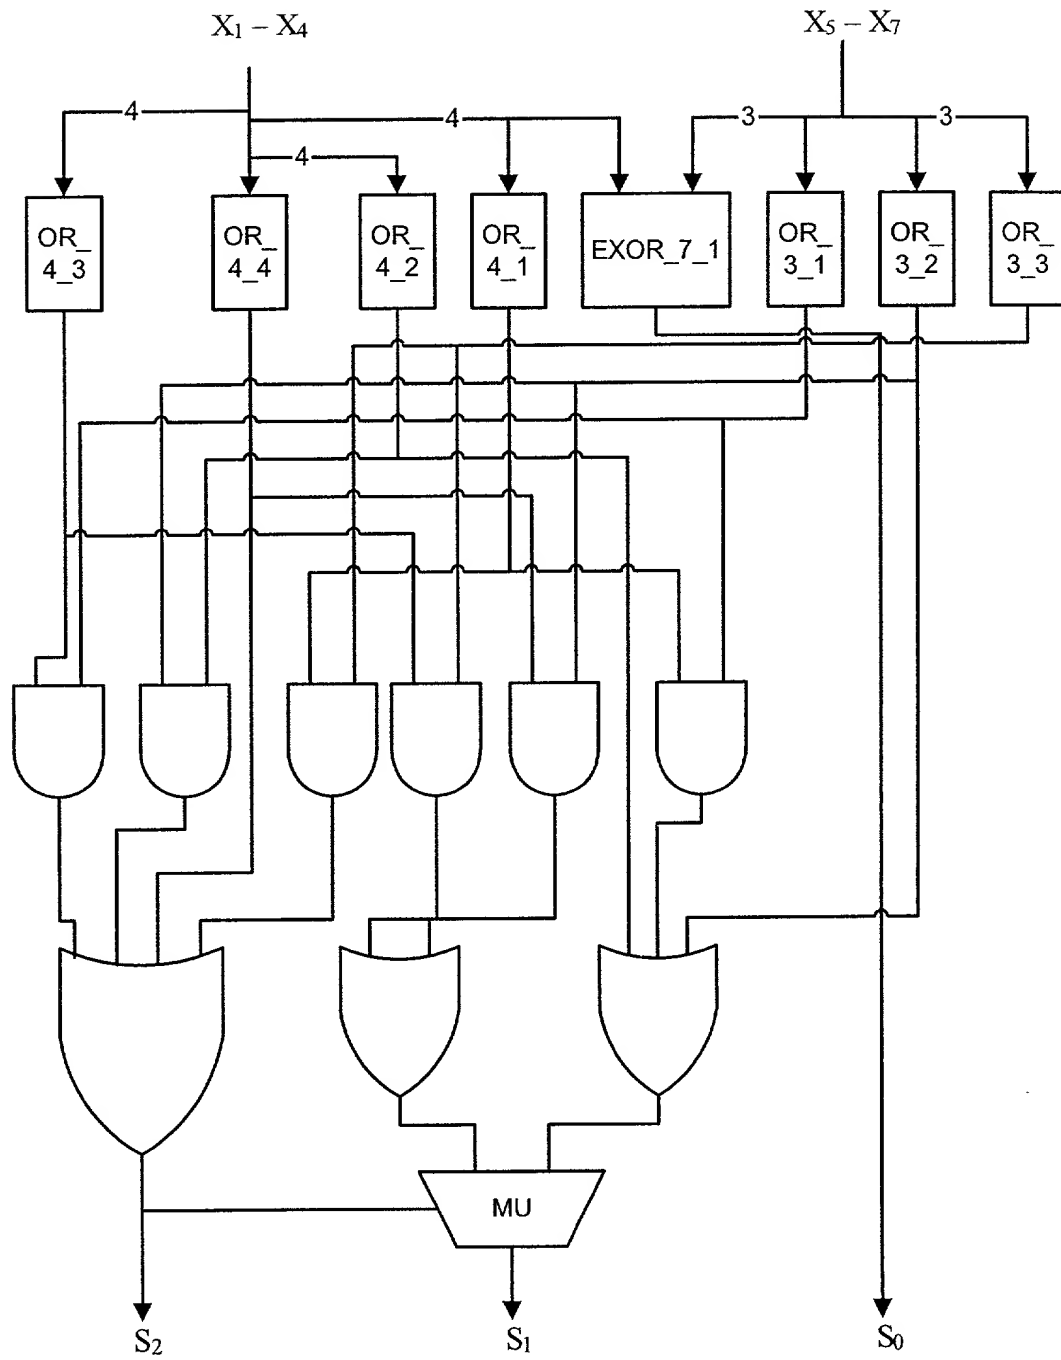 X₁ – X₄
X₅ – X₇
4
4
3
3
4
OR_
4_3
OR_
4_4
OR_
4_2
OR_
4_1
EXOR_7_1
OR_
3_1
OR_
3_2
OR_
3_3
MU
S₂
S₁
S₀